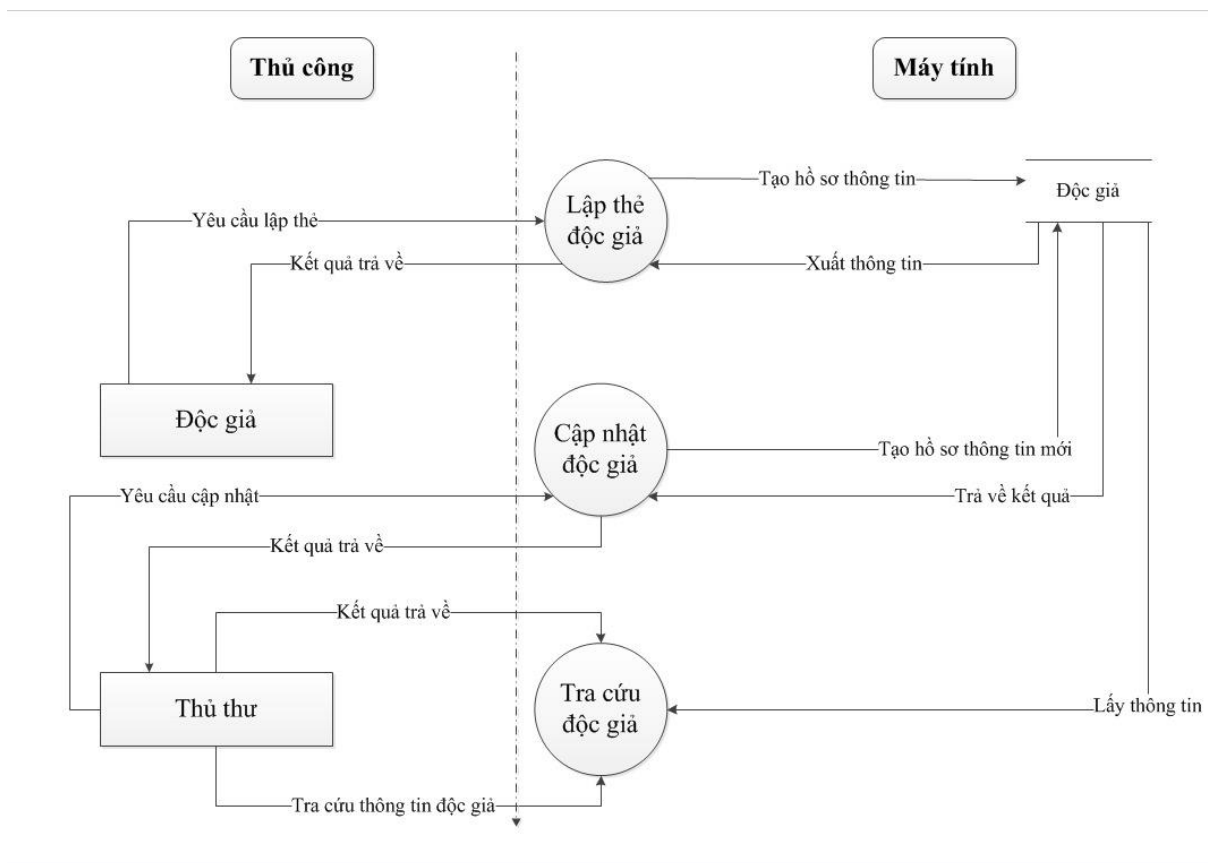 Thủ công
Máy tính
Tạo hồ sơ thông tin
Độc giả
Lập thẻ
độc giả
Yêu cầu lập thẻ
Kết quả trả về
Xuất thông tin
Độc giả
Cập nhật
độc giả
Tạo hồ sơ thông tin mới
Yêu cầu cập nhật
Trả về kết quả
Kết quả trả về
Kết quả trả về
Thủ thư
Tra cứu
độc giả
Lấy thông tin
Tra cứu thông tin độc giả